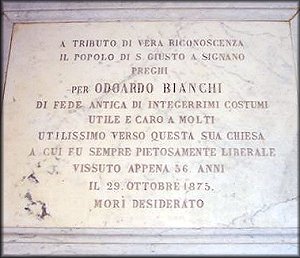 A TRIBUTO DI VERA RICONOSCENZA
IL POPOLO DI S. GIUSTO A SIGNANO
PREGHI
PER ODOARDO BIANCHI
DI FEDE ANTICA DI INTEGERRIMI COSTUMI
UTILE E CARO A MOLTI
UTILISSIMO VERSO QUESTA SUA CHIESA
A CUI FU SEMPRE PIETOSAMENTE LIBERALE
VISSUTO APPENA 56. ANNI
IL 29. OTTOBRE 1875.
MORÌ DESIDERATO